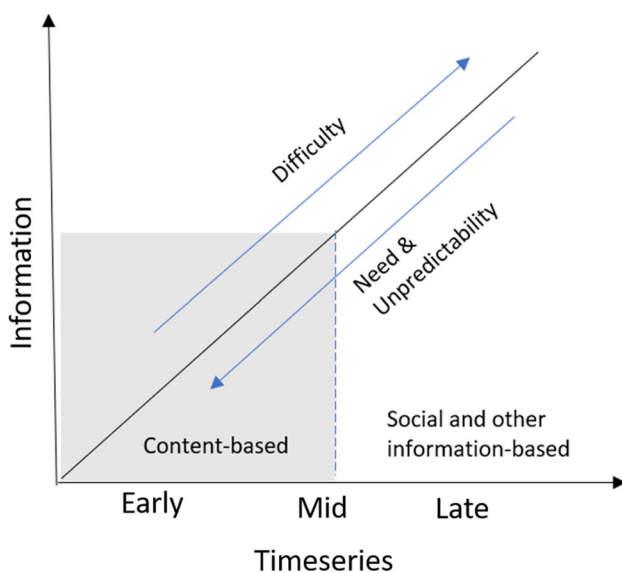 Difficulty
Information
Need &
Unpredictability
Content-based
Social and other
information-based
Early
Mid
Late
Timeseries